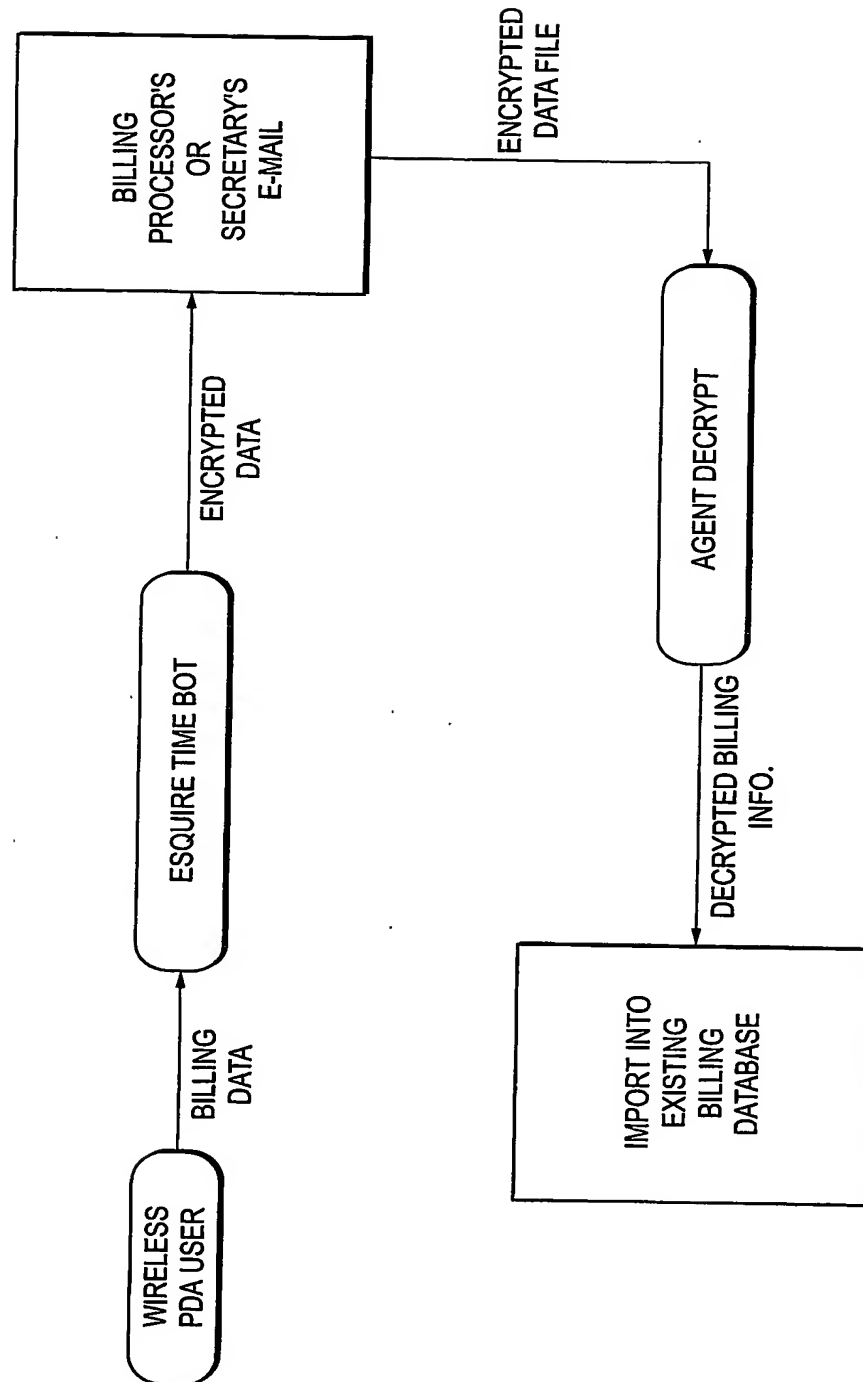 WIRELESS
PDA USER
BILLING
DATA
ESQUIRE TIME BOT
ENCRYPTED
DATA
BILLING
PROCESSOR'S
OR
SECRETARY'S
E-MAIL
ENCRYPTED
DATA FILE
AGENT DECRYPT
DECRYPTED BILLING
INFO.
IMPORT INTO
EXISTING
BILLING
DATABASE